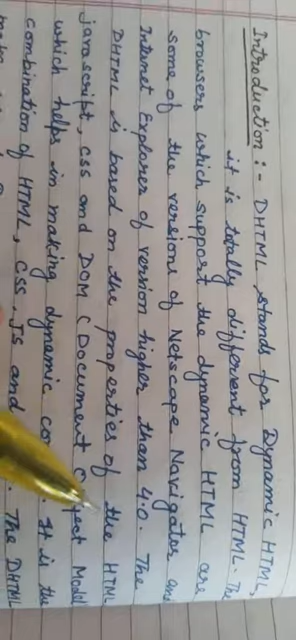 Introduction :- DHTML stands for Dynamic HTML,
it is totally different from HTML. The
browsers which support the dynamic HTML are
some of the versions of Netscape Navigator and
Internet Explorer of version higher than 4.0. The
DHTML is based on the properties of the HTML
javascript, CSS and DOM (Document Model
which helps in making dynamic It is the
combination of HTML, CSS, JS and The DHTML